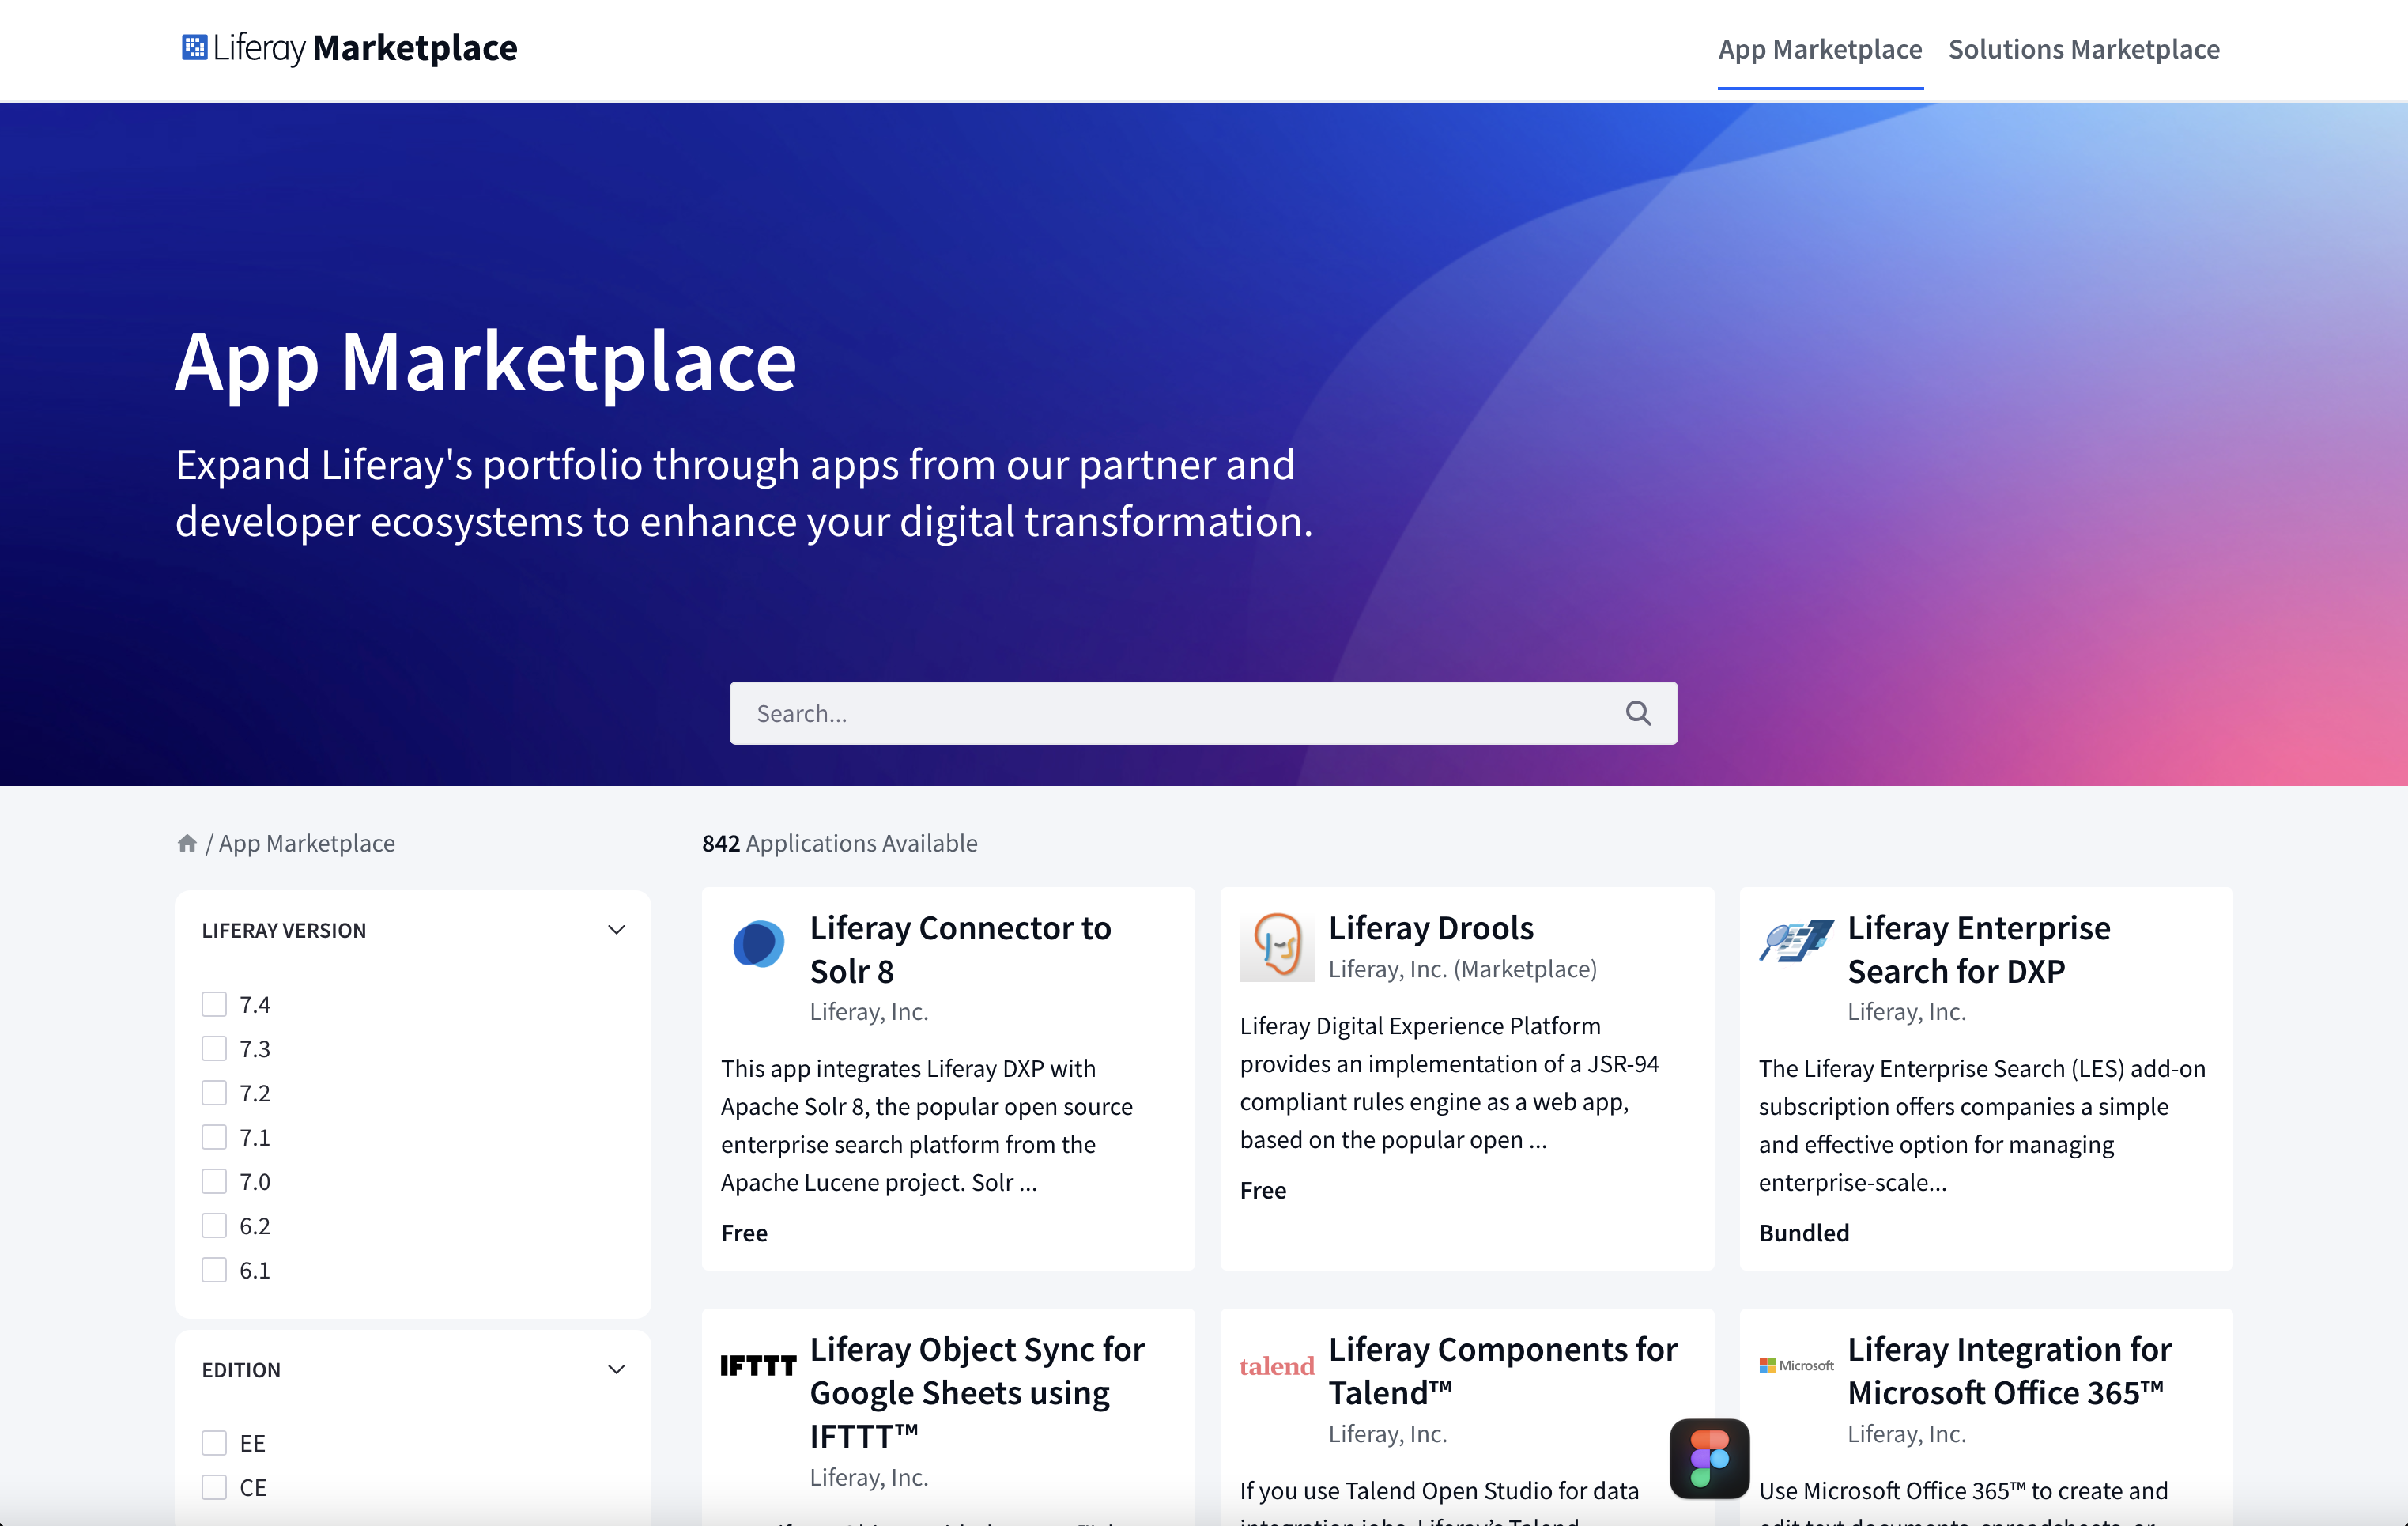 Liferay Marketplace
App Marketplace Solutions Marketplace
App Marketplace
Expand Liferay's portfolio through apps from our partner and
developer ecosystems to enhance your digital transformation.
Search...
/ App Marketplace
842 Applications Available
LIFERAY VERSION
7.4
7.3
7.2
7.1
7.0
6.2
6.1
EDITION
EE
CE
Liferay Connector to
Solr 8
Liferay, Inc.
This app integrates Liferay DXP with
Apache Solr 8, the popular open source
enterprise search platform from the
Apache Lucene project. Solr ...
Free
Liferay Drools
Liferay, Inc. (Marketplace)
Liferay Digital Experience Platform
provides an implementation of a JSR-94
compliant rules engine as a web app,
based on the popular open ...
Free
Liferay Enterprise
Search for DXP
Liferay, Inc.
The Liferay Enterprise Search (LES) add-on
subscription offers companies a simple
and effective option for managing
enterprise-scale...
Bundled
IFTTT
Liferay Object Sync for
Google Sheets using
IFTTT™
Liferay, Inc.
talend
Liferay Components for
Talend™
Liferay, Inc.
If you use Talend Open Studio for data
integration jobs, Liferay's Talend
Microsoft
Liferay Integration for
Microsoft Office 365™
Liferay, Inc.
Use Microsoft Office 365™ to create and
edit text documents, spreadsheets, or